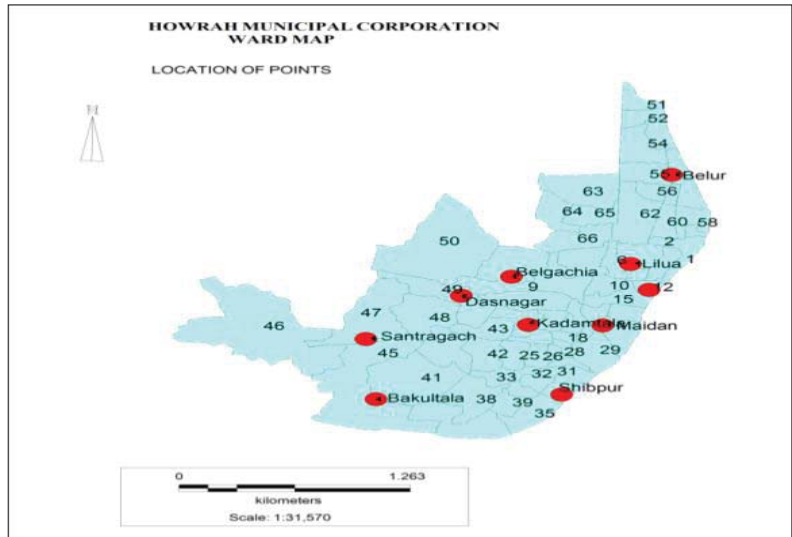 HOWRAH MUNICIPAL CORPORATION
WARD MAP
LOCATION OF POINTS
N
51
52
54
55 Belur
63 56
64 65 62 60 58
66 2
50
6 Lilua 1
Belgachia
9 10 12
49
Dasnagar 15
47 48
46 43 Kadamtala Maidan
Santragach 18
45 42 25 26 28 29
41 33 32 31
Bakultala 38 39 Shibpur
35
0 1.263
kilometers
Scale: 1:31,570